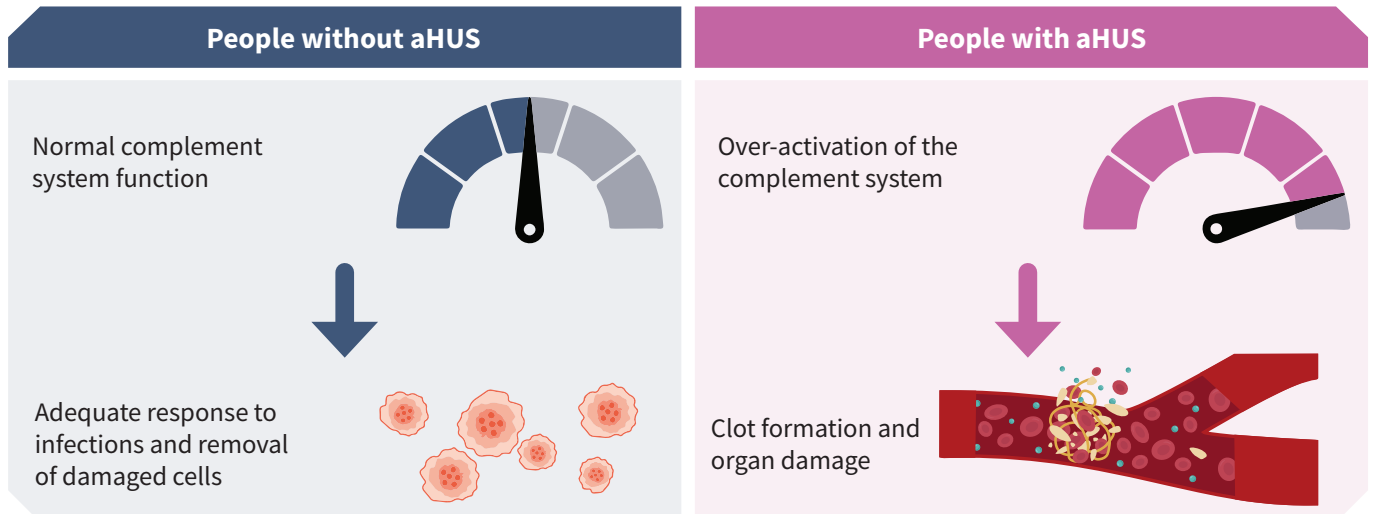 People without aHUS
Normal complement
system function
Adequate response to
infections and removal
of damaged cells
People with aHUS
Over-activation of the
complement system
Clot formation and
organ damage